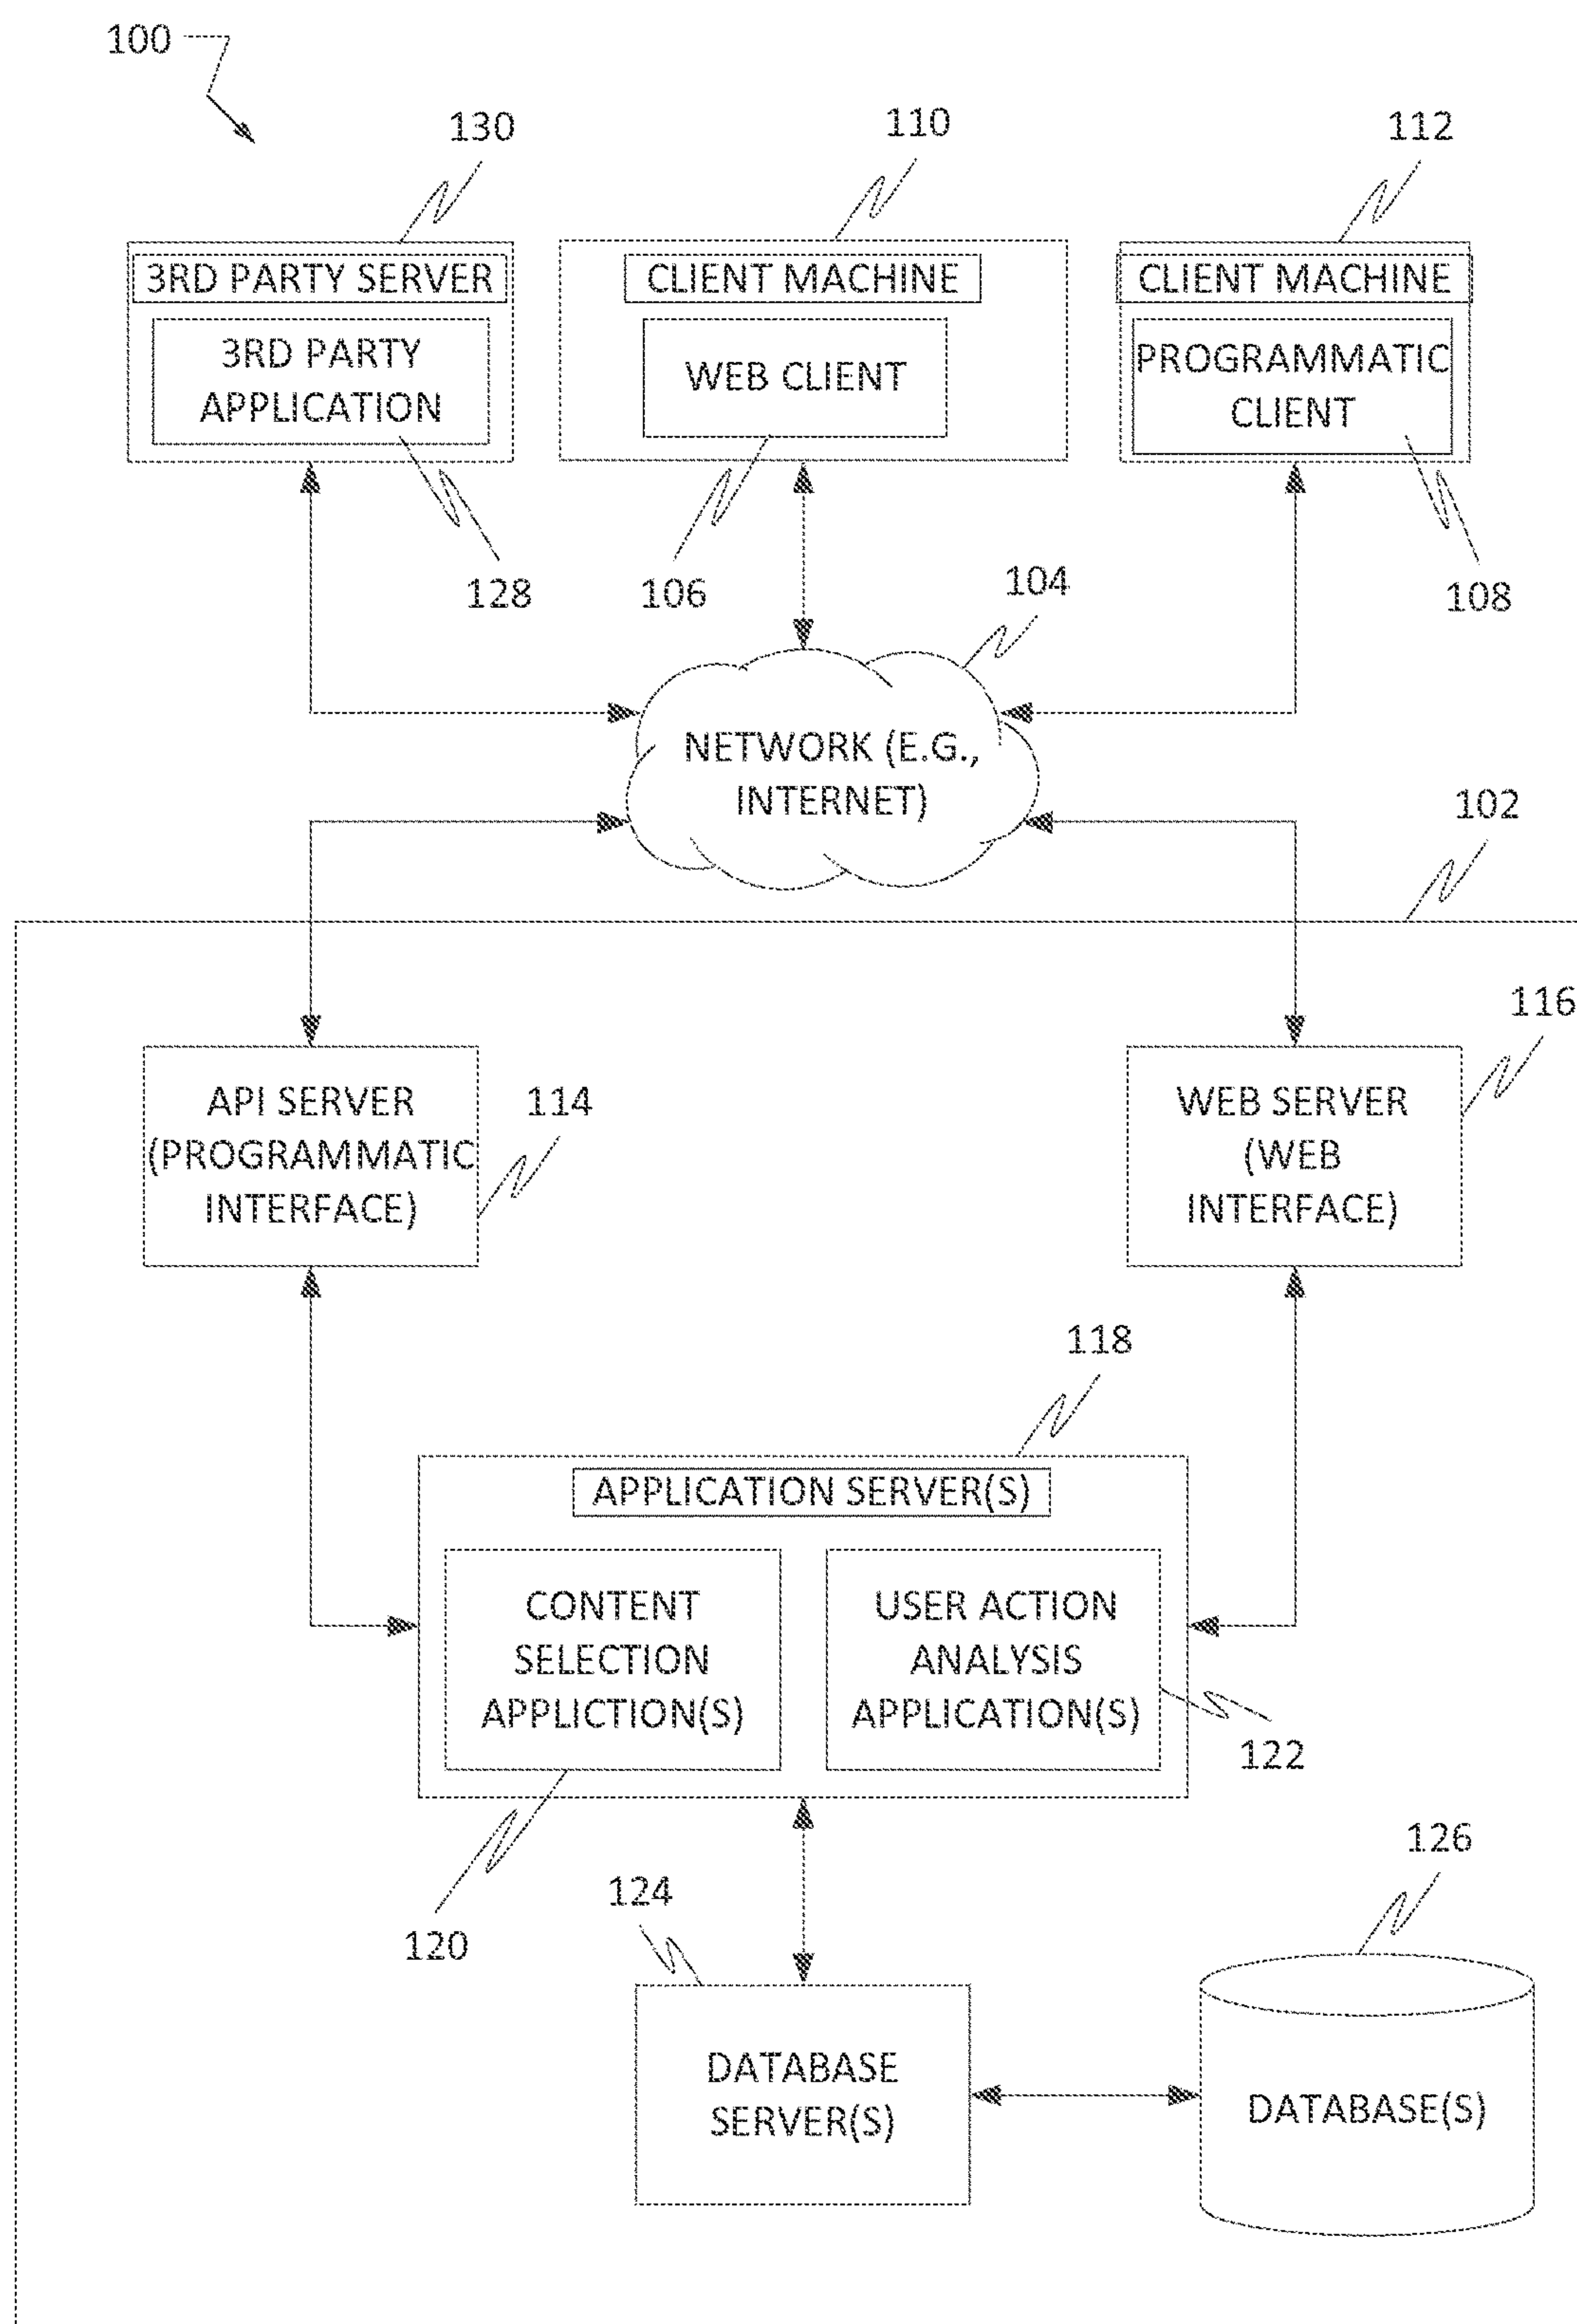 100
130
110
112
3RD PARTY SERVER
CLIENT MACHINE
CLIENT MACHINE
3RD PARTY
APPLICATION
WEB CLIENT
PROGRAMMATIC
CLIENT
128
106
104
108
NETWORK (E.G.,
INTERNET)
102
116
API SERVER
(PROGRAMMATIC
INTERFACE)
114
WEB SERVER
(WEB
INTERFACE)
118
APPLICATION SERVER(S)
CONTENT
SELECTION
APPLICTION(S)
USER ACTION
ANALYSIS
APPLICATION(S)
122
126
124
120
DATABASE
SERVER(S)
DATABASE(S)